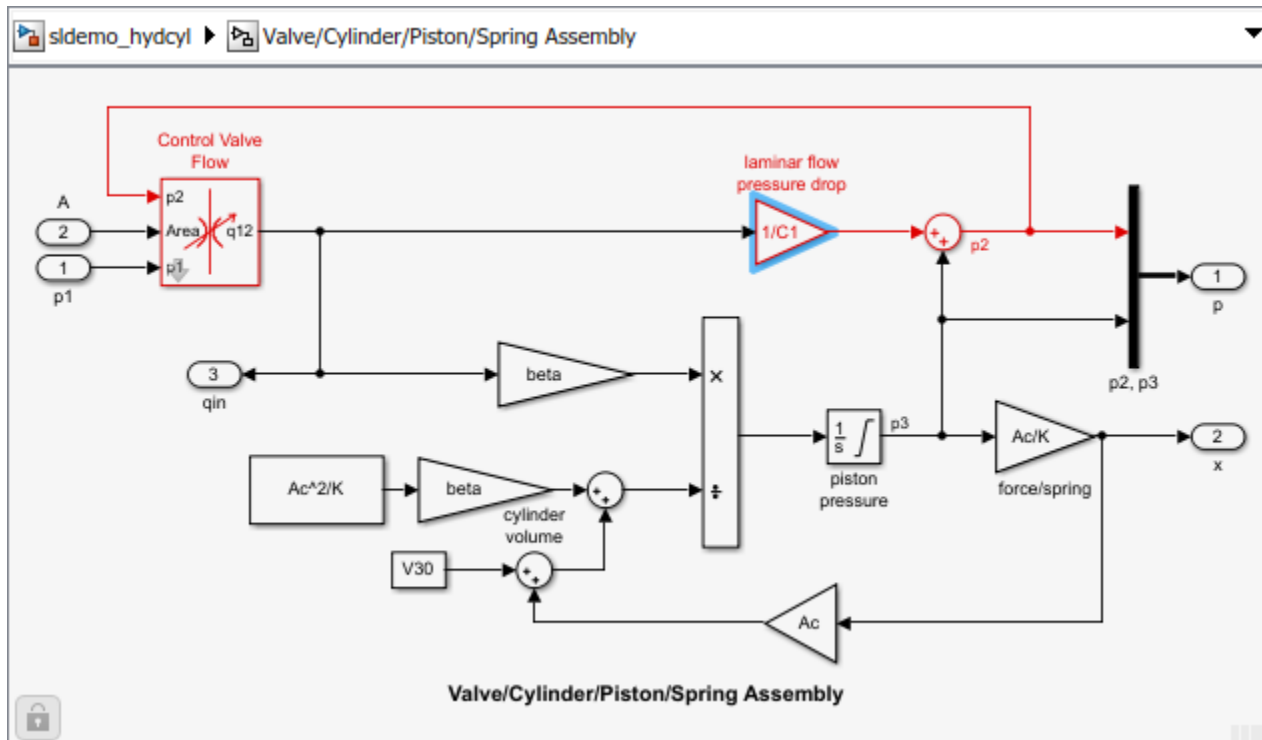 sldemo_hydcyl Valve/Cylinder/Piston/Spring Assembly
Control Valve
Flow
laminar flow
pressure drop
A
p2
2
Area
q12
1/C1
+
+
p2
1
p1
p1
1
p
3
qin
beta
×
p2, p3
1
s
p3
Ac/K
2
x
piston
pressure
force/spring
Ac^2/K
beta
+
+
÷
cylinder
volume
V30
+
+
Ac
Valve/Cylinder/Piston/Spring Assembly